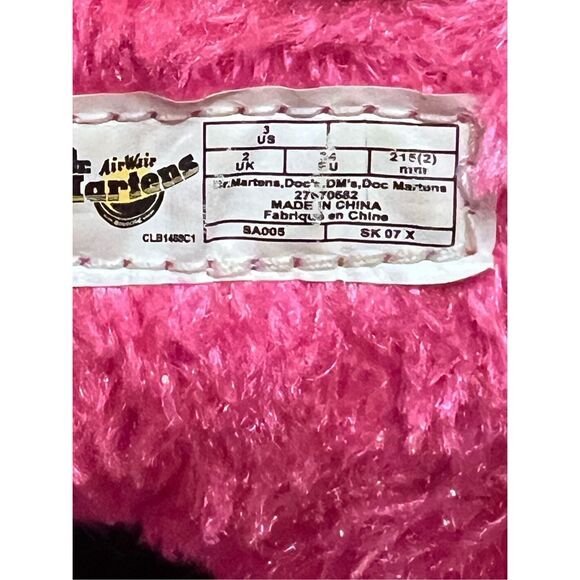 AirWair
Martens
CLB1458C1
3
US
2
UK
34
EU
215(2)
mm
Dr.Martens,Doc's,DM's,Doc Martens
27670582
MADE IN CHINA
Fabriqué en Chine
SA005
SK 07 X